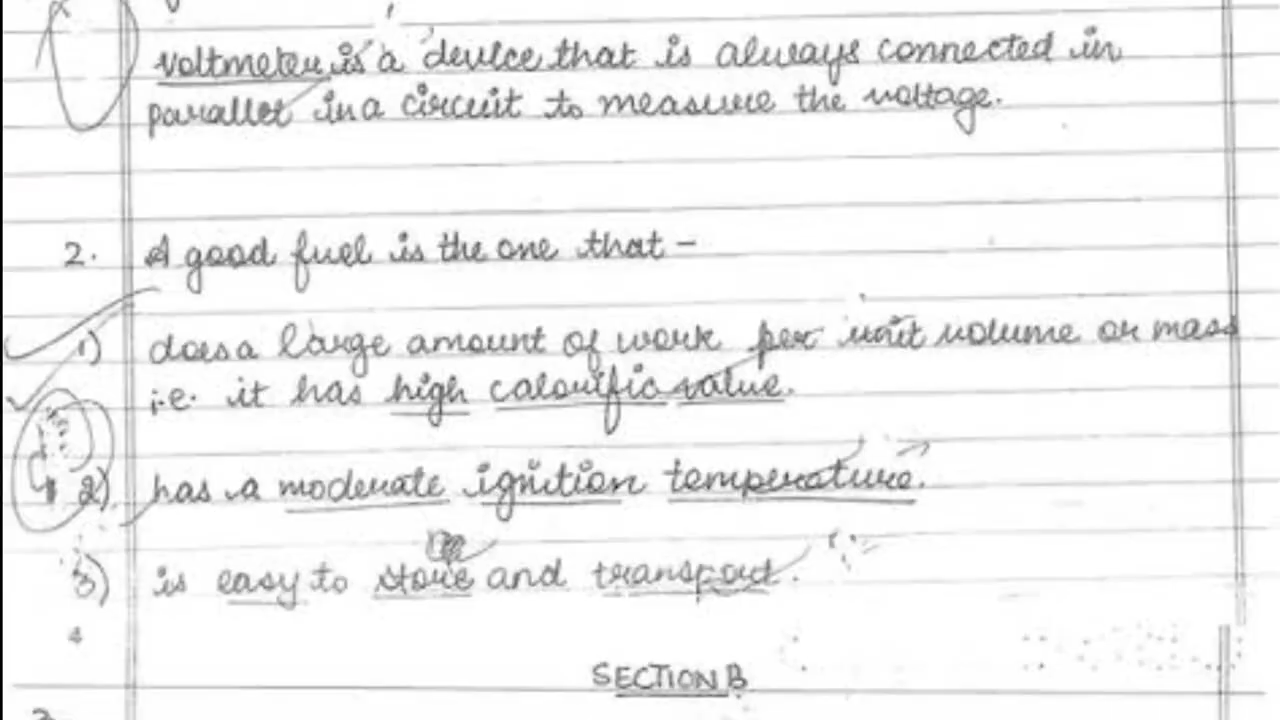 voltmeter is a device that is always connected in
parallel in a circuit to measure the voltage.
2. A good fuel is the one that -
1) does a large amount of work per unit volume or mass
i.e. it has high calorific value.
2) has a moderate ignition temperature.
3) is easy to store and transport.
SECTION B